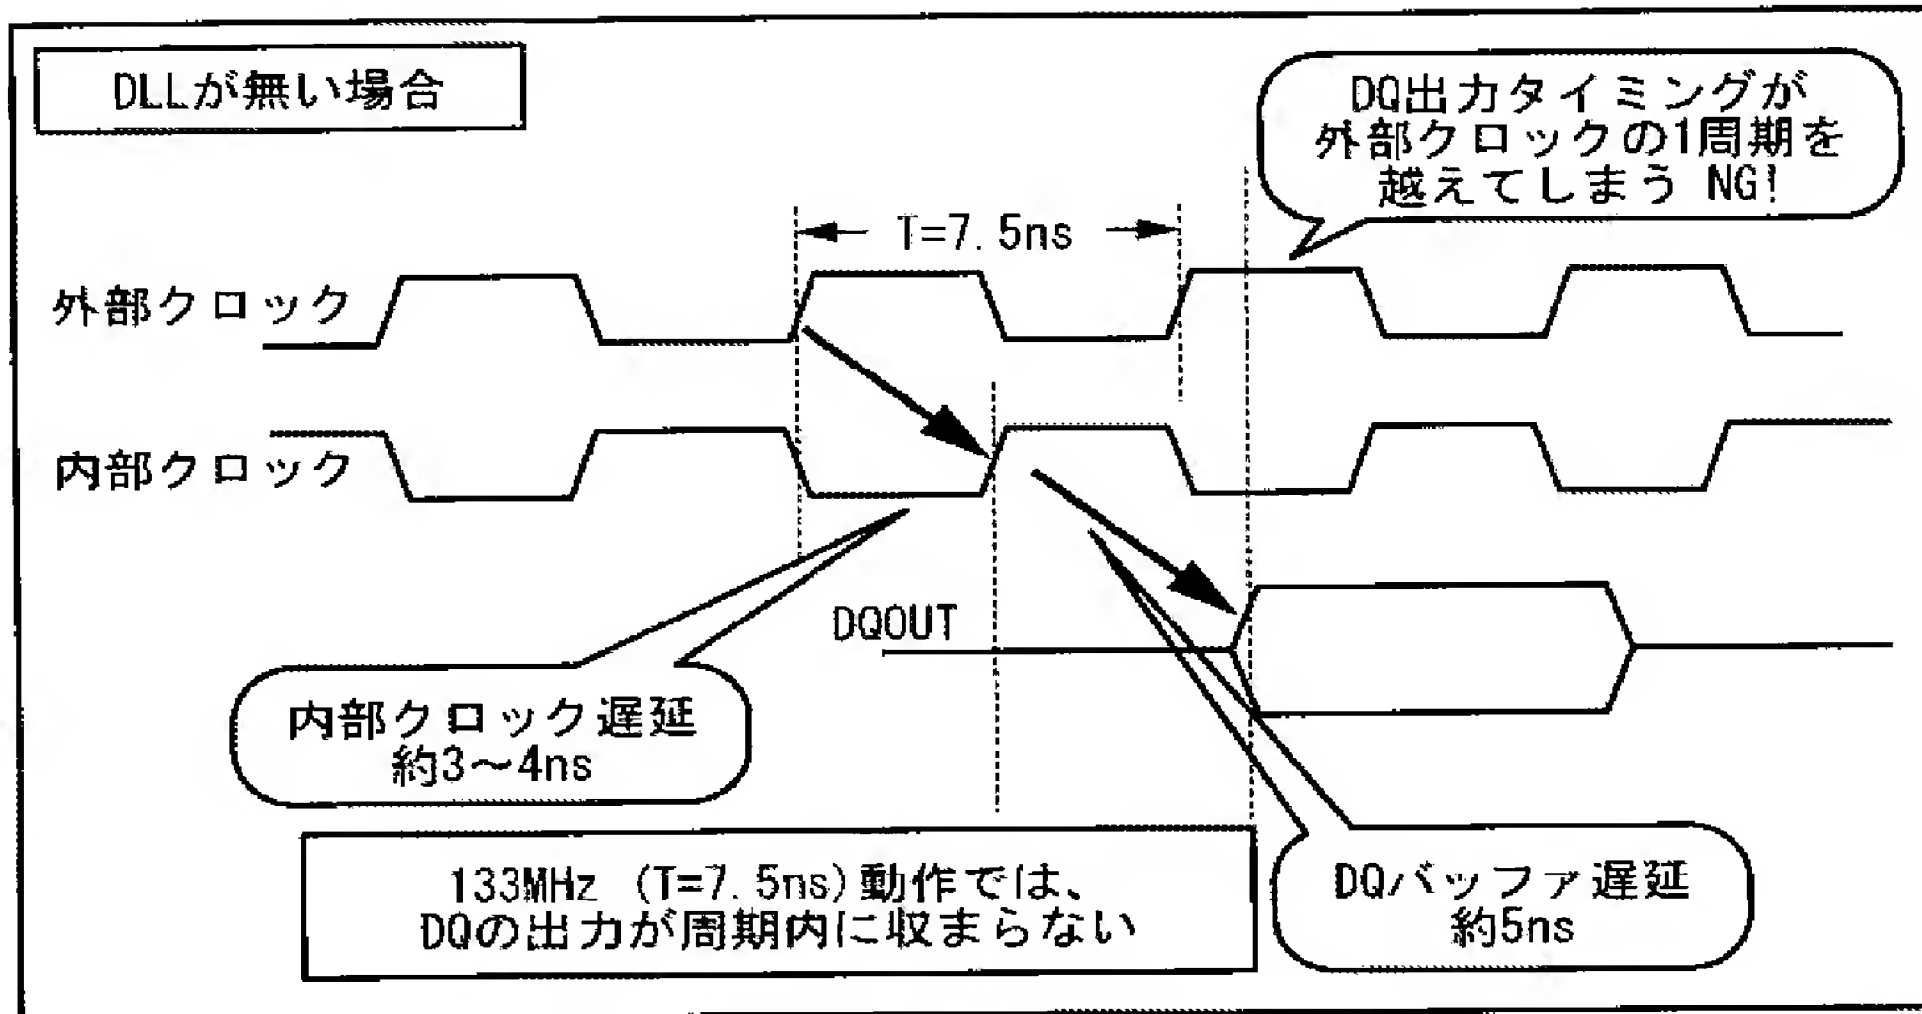 DLLが無い場合
DQ出力タイミングが
外部クロックの1周期を
越えてしまう NG!
T=7.5ns
外部クロック
内部クロック
DQOUT
内部クロック遅延
約3～4ns
133MHz (T=7.5ns)動作では、
DQの出力が周期内に収まらない
DQバッファ遅延
約5ns